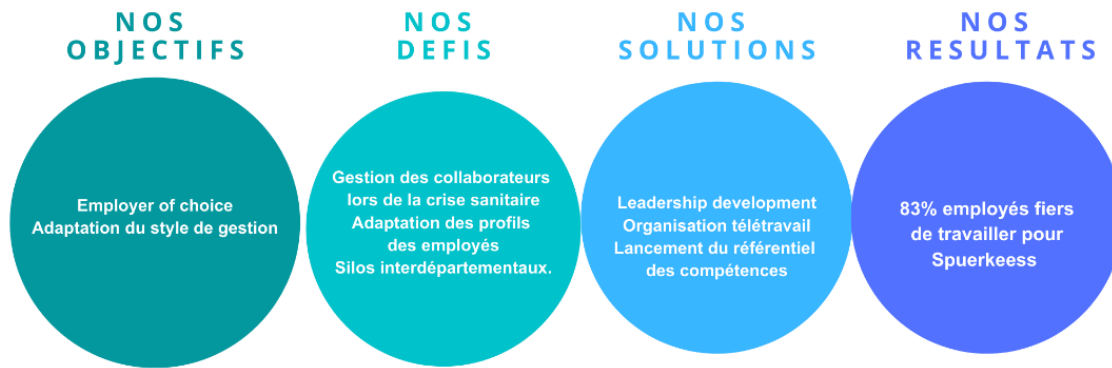 NOS
OBJECTIFS
Employer of choice
Adaptation du style de gestion
NOS
DEFIS
Gestion des collaborateurs
lors de la crise sanitaire
Adaptation des profils
des employés
Silos interdépartementaux.
NOS
SOLUTIONS
Leadership development
Organisation télétravail
Lancement du référentiel
des compétences
NOS
RESULTATS
83% employés fiers
de travailler pour
Spuerkeess